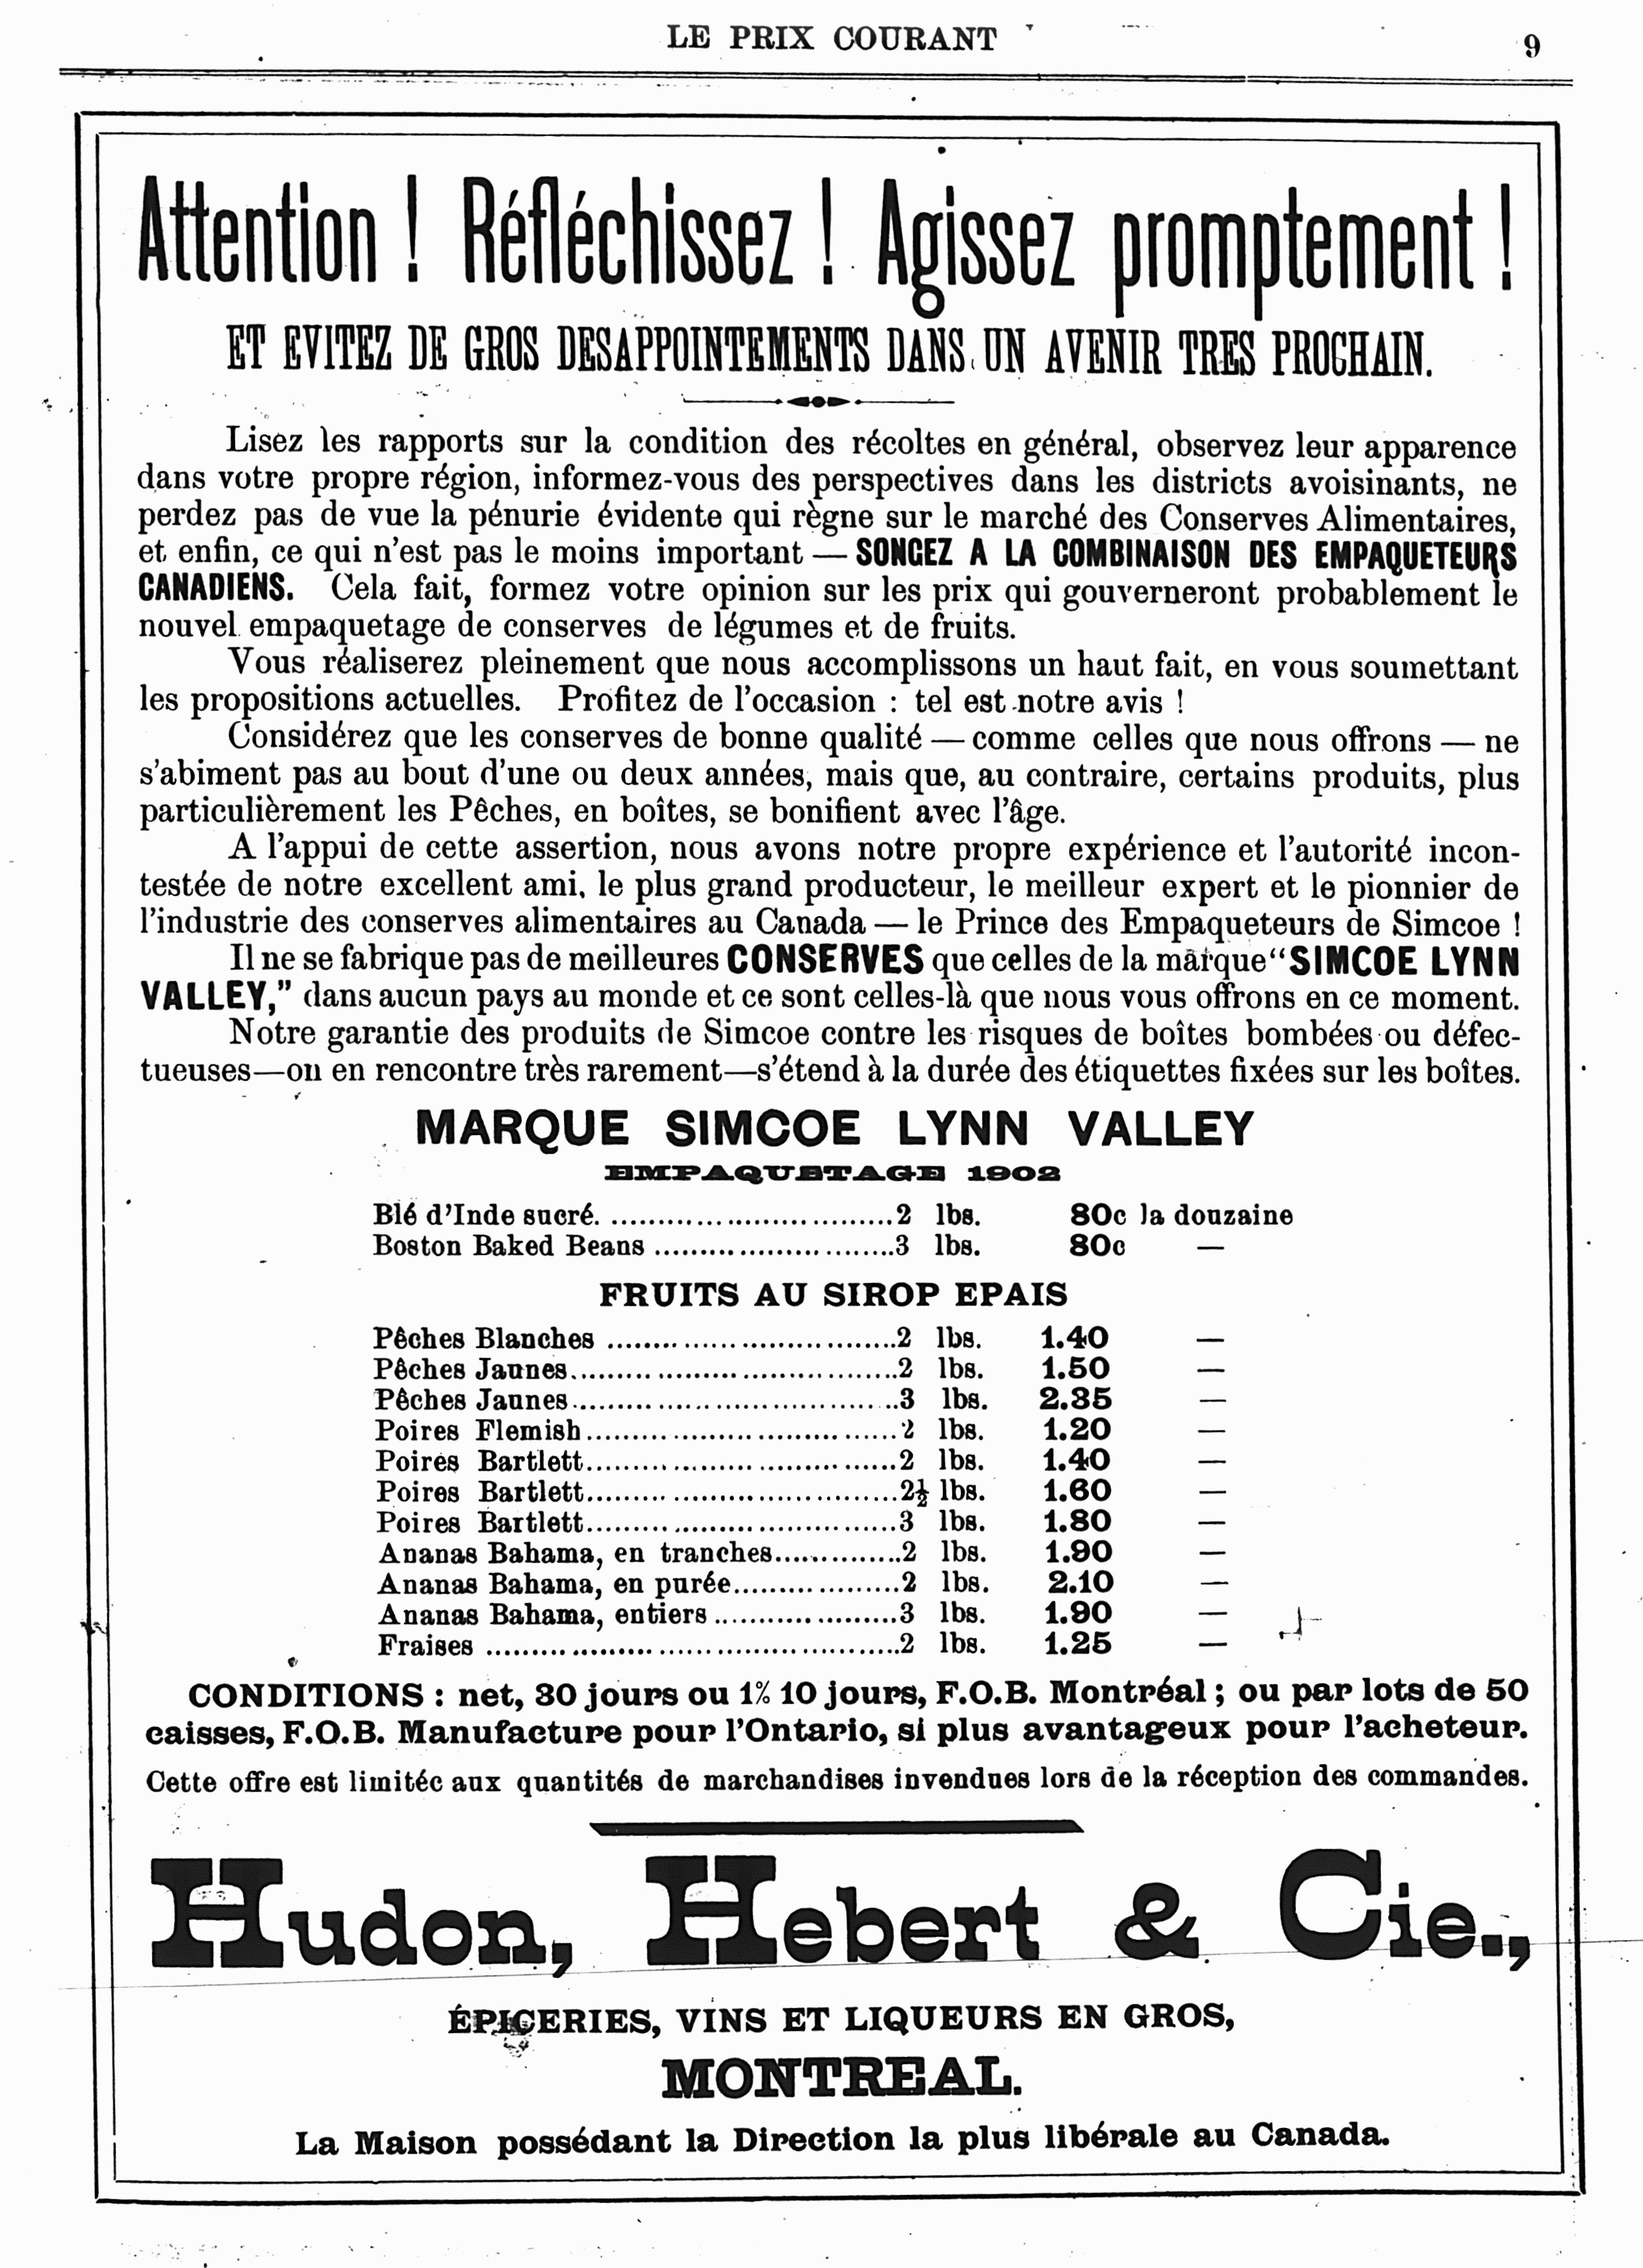 LE PRIX COURANT 9
Attention ! Réfléchissez ! Agissez promptement !
ET EVITEZ DE GROS DESAPPOINTEMENTS DANS UN AVENIR TRES PROCHAIN.
Lisez les rapports sur la condition des récoltes en général, observez leur apparence
dans votre propre région, informez-vous des perspectives dans les districts avoisinants, ne
perdez pas de vue la pénurie évidente qui règne sur le marché des Conserves Alimentaires,
et enfin, ce qui n'est pas le moins important — SONGEZ A LA COMBINAISON DES EMPAQUETEURS
CANADIENS. Cela fait, formez votre opinion sur les prix qui gouverneront probablement le
nouvel empaquetage de conserves de légumes et de fruits.
Vous réaliserez pleinement que nous accomplissons un haut fait, en vous soumettant
les propositions actuelles. Profitez de l'occasion : tel est notre avis !
Considérez que les conserves de bonne qualité — comme celles que nous offrons — ne
s'abiment pas au bout d'une ou deux années, mais que, au contraire, certains produits, plus
particulièrement les Pêches, en boîtes, se bonifient avec l'âge.
A l'appui de cette assertion, nous avons notre propre expérience et l'autorité incon-
testée de notre excellent ami, le plus grand producteur, le meilleur expert et le pionnier de
l'industrie des conserves alimentaires au Canada — le Prince des Empaqueteurs de Simcoe !
Il ne se fabrique pas de meilleures CONSERVES que celles de la marque "SIMCOE LYNN
VALLEY," dans aucun pays au monde et ce sont celles-là que nous vous offrons en ce moment.
Notre garantie des produits de Simcoe contre les risques de boîtes bombées ou défec-
tueuses—on en rencontre très rarement—s'étend à la durée des étiquettes fixées sur les boîtes.
MARQUE SIMCOE LYNN VALLEY
EMPAQUETAGE 1902
Blé d'Inde sucré. .................................2 lbs. 80c la douzaine
Boston Baked Beans ............................3 lbs. 80c —
FRUITS AU SIROP EPAIS
Pêches Blanches .................................2 lbs. 1.40 —
Pêches Jaunes.....................................2 lbs. 1.50 —
Pêches Jaunes.....................................3 lbs. 2.35 —
Poires Flemish....................................2 lbs. 1.20 —
Poires Bartlett....................................2 lbs. 1.40 —
Poires Bartlett....................................2½ lbs. 1.60 —
Poires Bartlett....................................3 lbs. 1.80 —
Ananas Bahama, en tranches..............2 lbs. 1.90 —
Ananas Bahama, en purée...................2 lbs. 2.10 —
Ananas Bahama, entiers .....................3 lbs. 1.90 —
Fraises ...............................................2 lbs. 1.25 —
CONDITIONS : net, 30 jours ou 1% 10 jours, F.O.B. Montréal ; ou par lots de 50
caisses, F.O.B. Manufacture pour l'Ontario, si plus avantageux pour l'acheteur.
Cette offre est limitée aux quantités de marchandises invendues lors de la réception des commandes.
Hudon, Hebert & Cie.,
ÉPICERIES, VINS ET LIQUEURS EN GROS,
MONTREAL.
La Maison possédant la Direction la plus libérale au Canada.